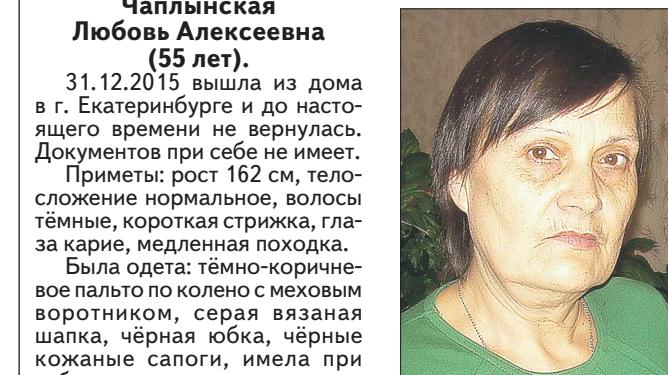 Чаплынская
Любовь Алексеевна
(55 лет).
31.12.2015 вышла из дома
в г. Екатеринбурге и до насто-
ящего времени не вернулась.
Документов при себе не имеет.
Приметы: рост 162 см, тело-
сложение нормальное, волосы
тёмные, короткая стрижка, гла-
за карие, медленная походка.
Была одета: тёмно-коричне-
вое пальто по колено с меховым
воротником, серая вязаная
шапка, чёрная юбка, чёрные
кожаные сапоги, имела при